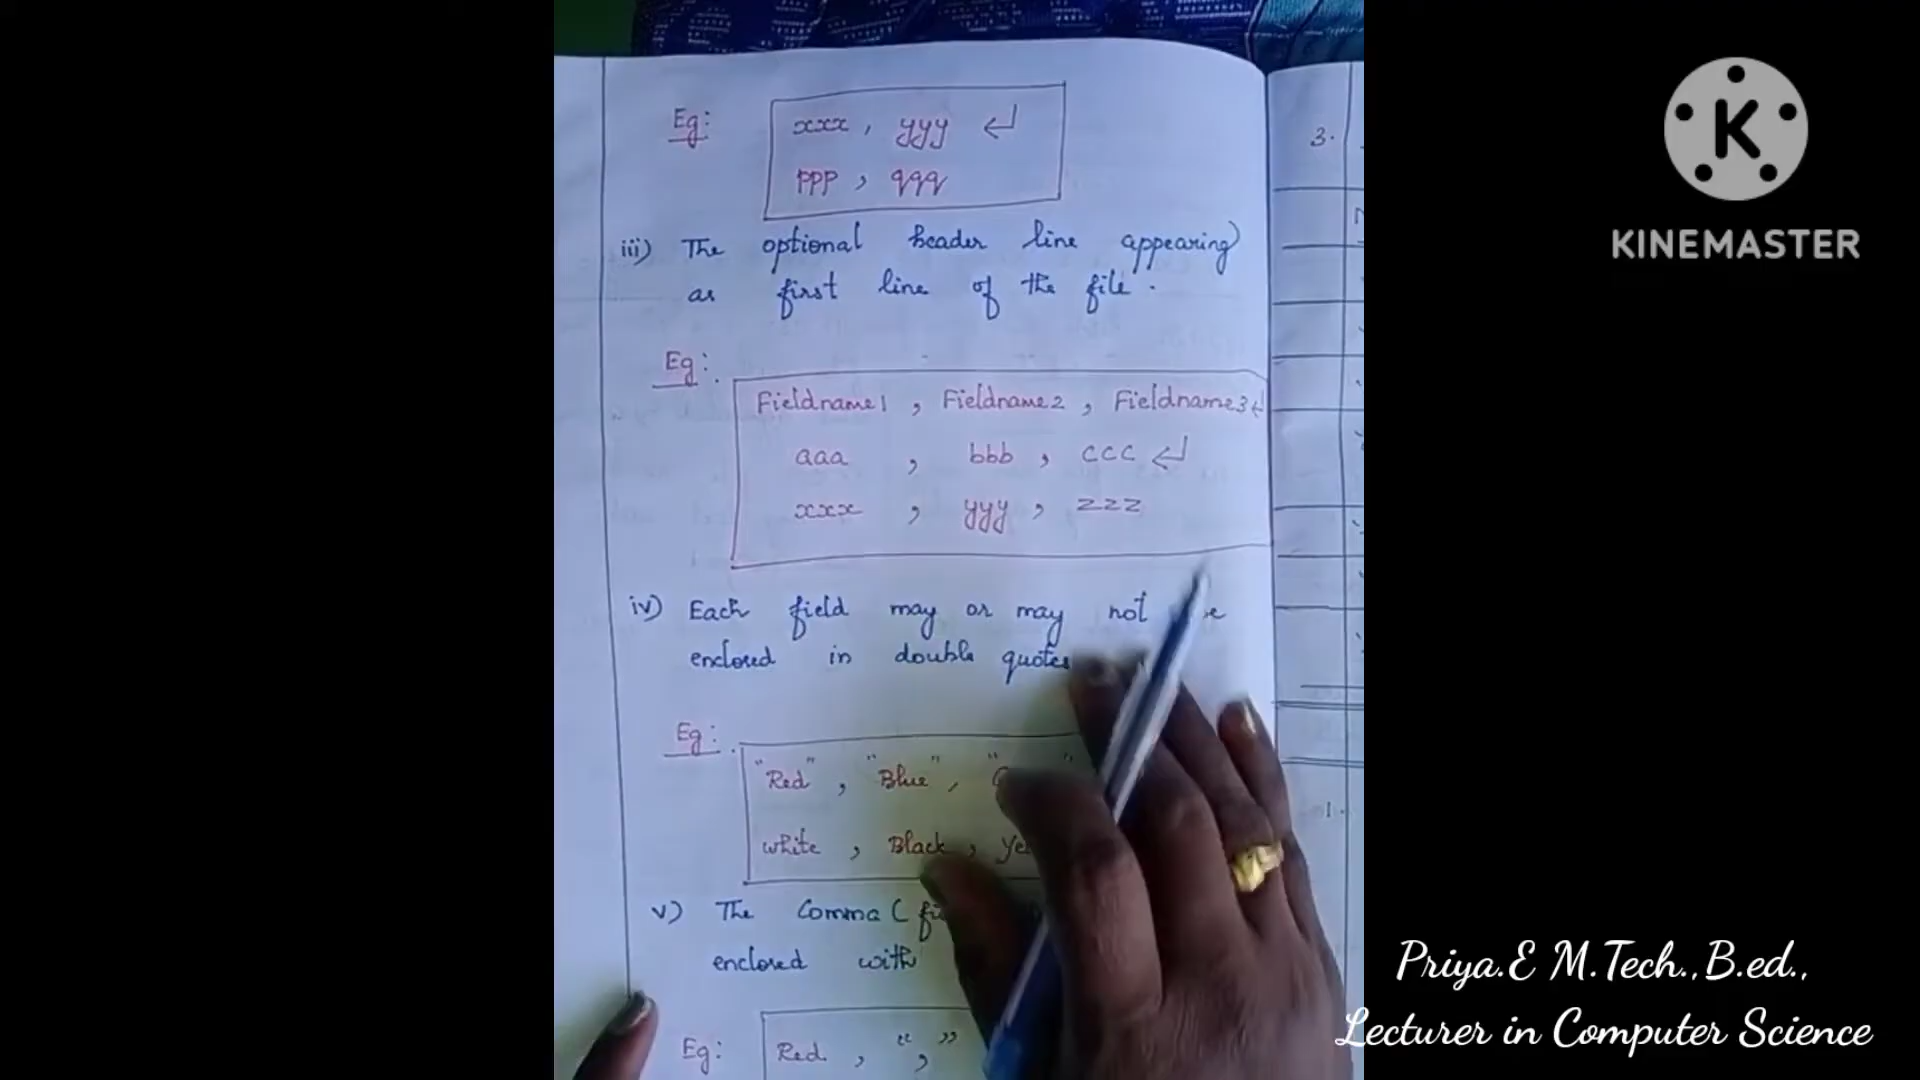 Eg:
xxx, yyy ↵
ppp, qqq
iii) The optional header line appearing
as first line of the file.
Eg:
Fieldname1, Fieldname2, Fieldname3↵
aaa, bbb, ccc ↵
xxx, yyy, zzz
iv) Each field may or may not
enclosed in double quotes
Eg:
"Red", "Blue", "
white, Black,
v) The Comma (
enclosed with
Eg: Red, ","
3.
1.
KINEMASTER
Priya.E M.Tech.,B.ed.,
Lecturer in Computer Science